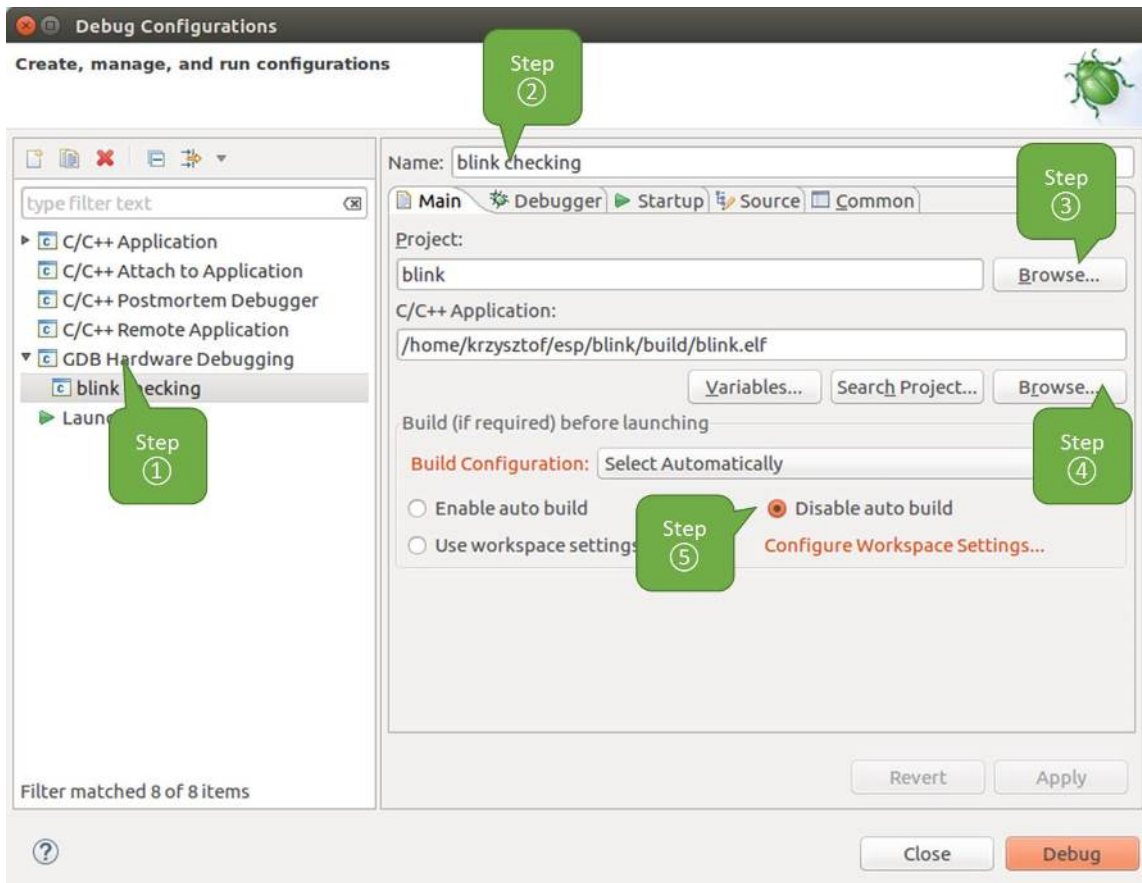 Debug Configurations
Create, manage, and run configurations
Step
②
type filter text
C/C++ Application
C/C++ Attach to Application
C/C++ Postmortem Debugger
C/C++ Remote Application
GDB Hardware Debugging
blink checking
Launc
Step
①
Filter matched 8 of 8 items
Name: blink checking
Main Debugger Startup Source Common
Step
③
Project:
blink Browse...
C/C++ Application:
/home/krzysztof/esp/blink/build/blink.elf
Variables... Search Project... Browse...
Step
④
Build (if required) before launching
Build Configuration: Select Automatically
Enable auto build Disable auto build
Step
⑤
Use workspace settings Configure Workspace Settings...
Revert Apply
Close Debug